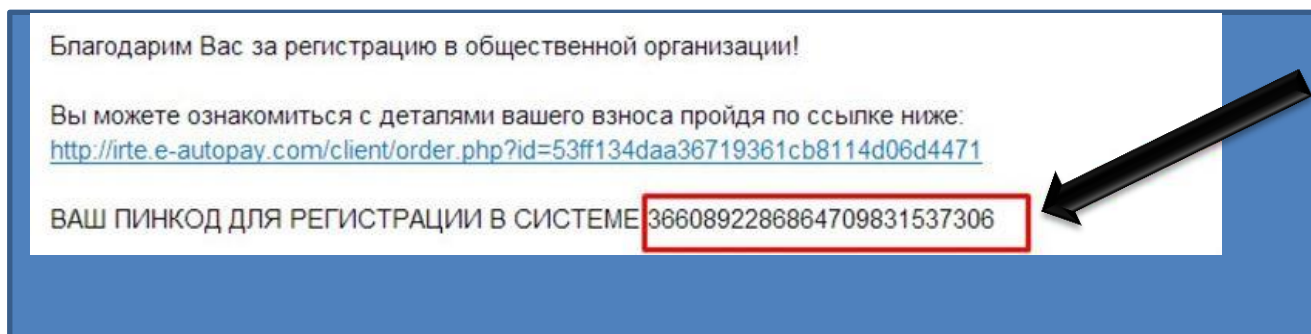 Благодарим Вас за регистрацию в общественной организации!
Вы можете ознакомиться с деталями вашего взноса пройдя по ссылке ниже:
http://irte.e-autopay.com/client/order.php?id=53ff134daa36719361cb8114d06d4471
ВАШ ПИНКОД ДЛЯ РЕГИСТРАЦИИ В СИСТЕМЕ 3660892286864709831537306